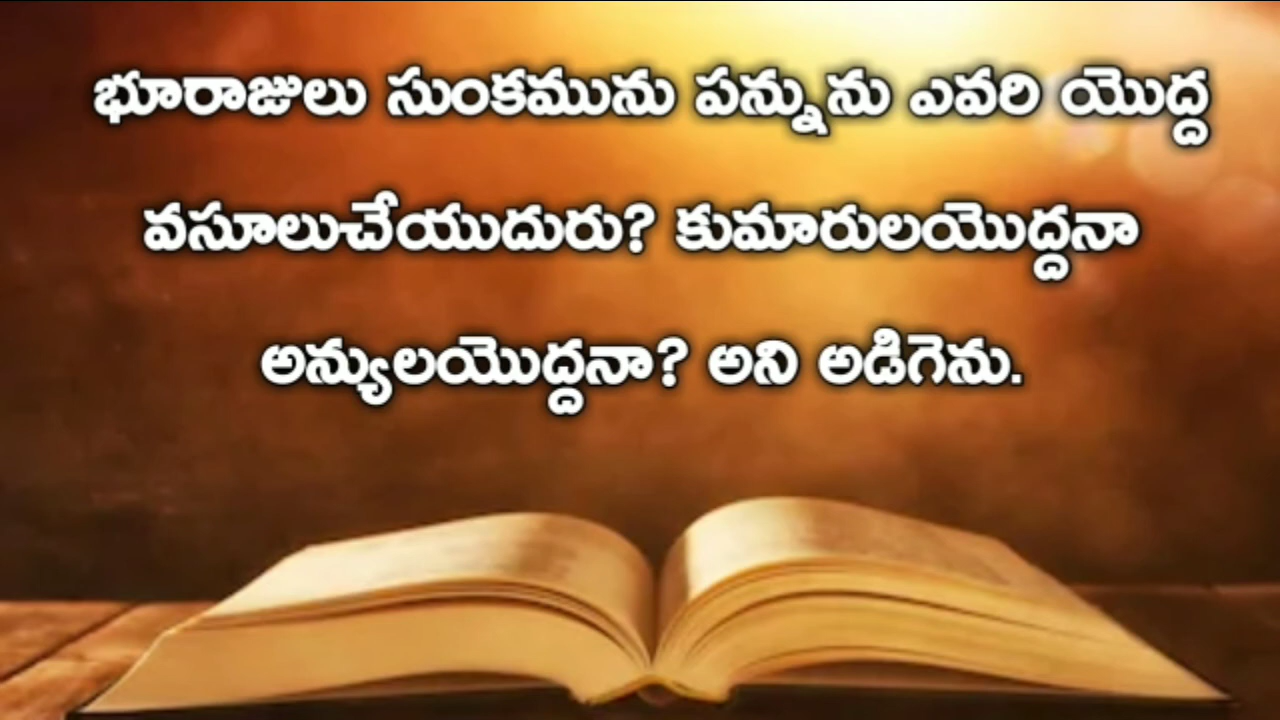 భూరాజులు సుంకమును పన్నును ఎవరి యొద్ద
వసూలుచేయుదురు? కుమారులయొద్దనా
అన్యులయొద్దనా? అని అడిగెను.